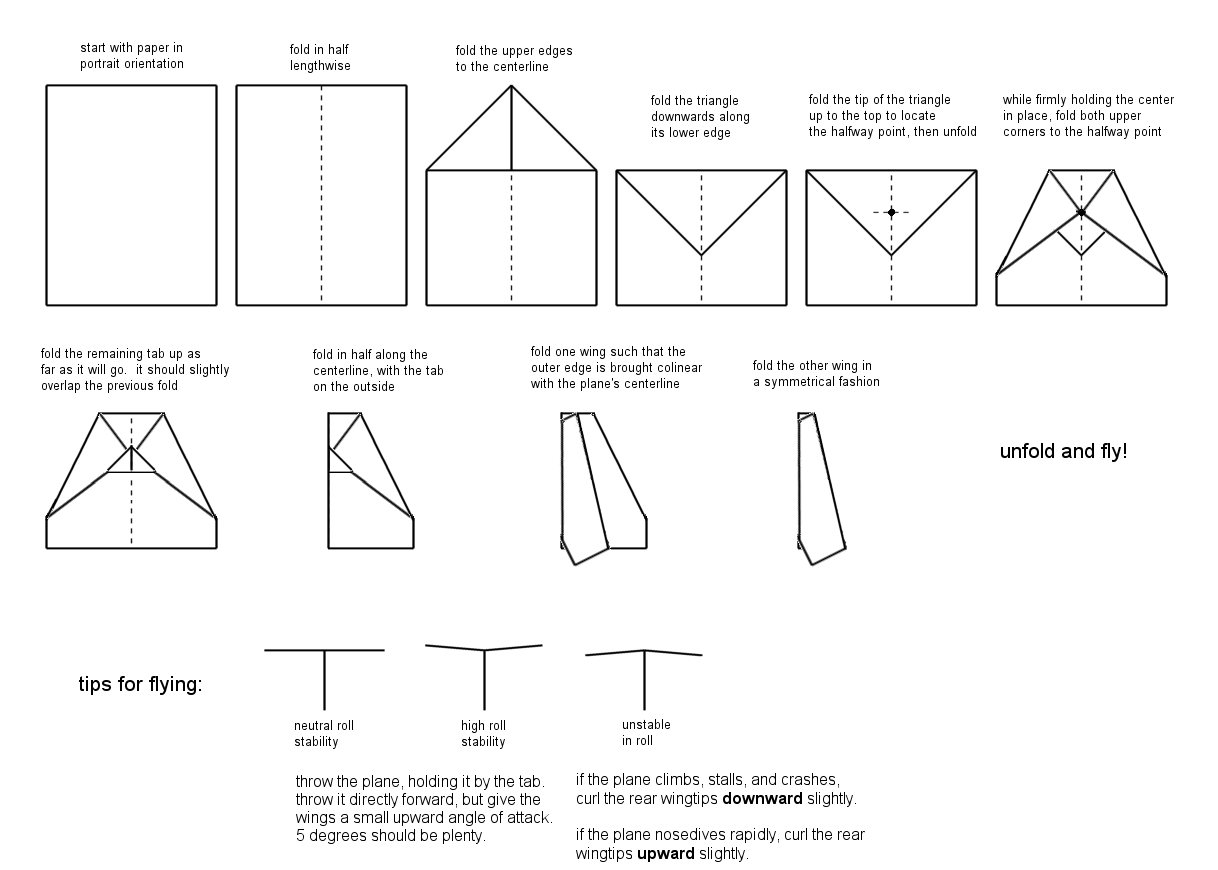 start with paper in
portrait orientation
fold in half
lengthwise
fold the upper edges
to the centerline
fold the triangle
downwards along
its lower edge
fold the tip of the triangle
up to the top to locate
the halfway point, then unfold
while firmly holding the center
in place, fold both upper
corners to the halfway point
fold the remaining tab up as
far as it will go.  it should slightly
overlap the previous fold
fold in half along the
centerline, with the tab
on the outside
fold one wing such that the
outer edge is brought colinear
with the plane's centerline
fold the other wing in
a symmetrical fashion
unfold and fly!
tips for flying:
neutral roll
stability
high roll
stability
unstable
in roll
throw the plane, holding it by the tab.
throw it directly forward, but give the
wings a small upward angle of attack.
5 degrees should be plenty.
if the plane climbs, stalls, and crashes,
curl the rear wingtips downward slightly.
if the plane nosedives rapidly, curl the rear
wingtips upward slightly.